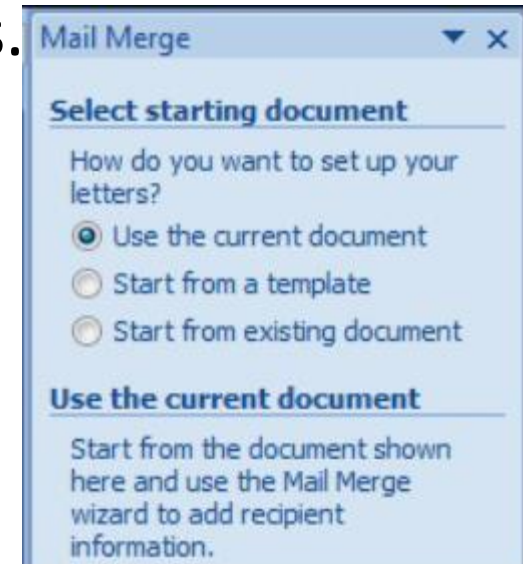 Mail Merge
Select starting document
How do you want to set up your
letters?
Use the current document
Start from a template
Start from existing document
Use the current document
Start from the document shown
here and use the Mail Merge
wizard to add recipient
information.